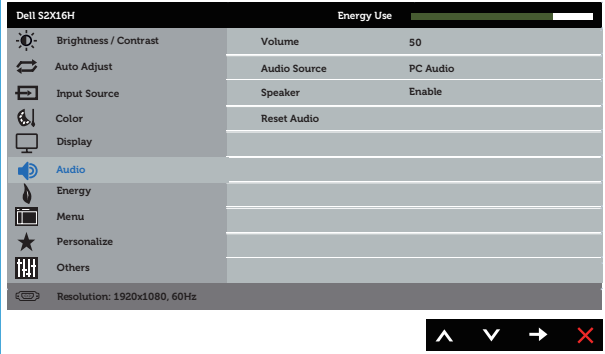 Dell S2X16H Energy Use
Brightness / Contrast Volume 50
Auto Adjust Audio Source PC Audio
Input Source Speaker Enable
Color Reset Audio
Display
Audio
Energy
Menu
Personalize
Others
Resolution: 1920x1080, 60Hz